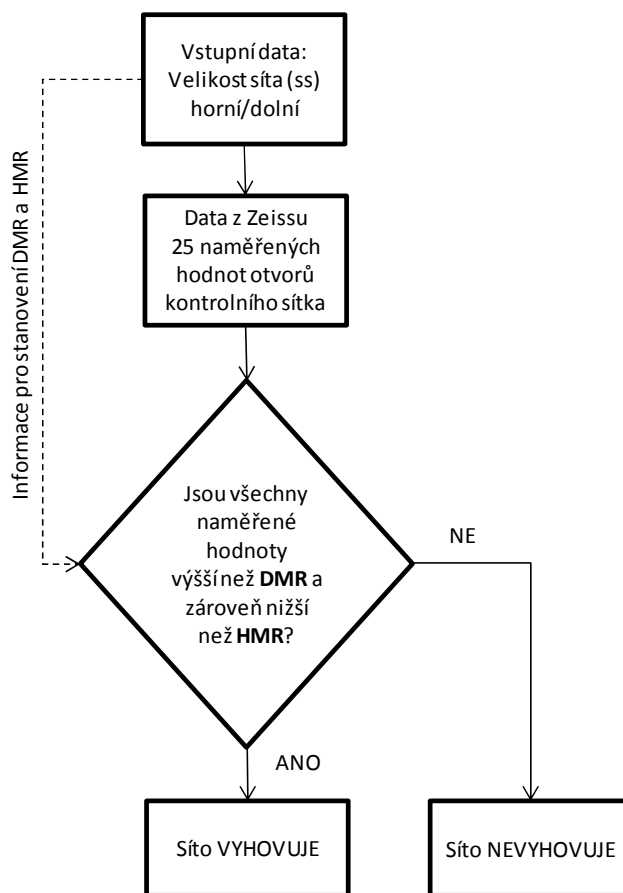 Vstupní data:
Velikost síta (ss)
horní/dolní
Informace pro stanovení DMR a HMR
Data z Zeissu
25 naměřených
hodnot otvorů
kontrolního sítka
Jsou všechny
naměřené
hodnoty
výšší než DMR a
zároveň nižší
než HMR?
NE
ANO
Síto VYHOVUJE
Síto NEVYHOVUJE